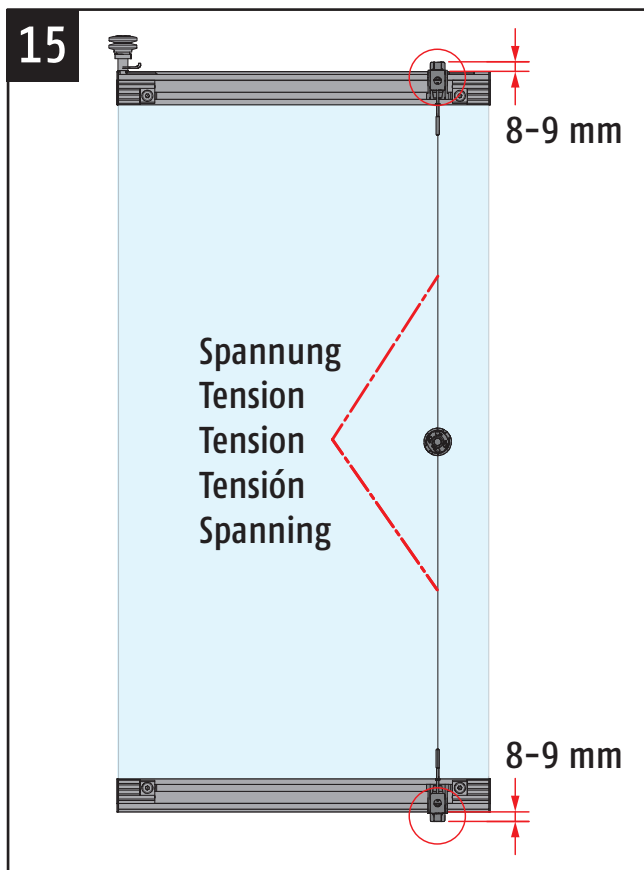 15
8–9 mm
Spannung
Tension
Tension
Tensión
Spanning
8–9 mm